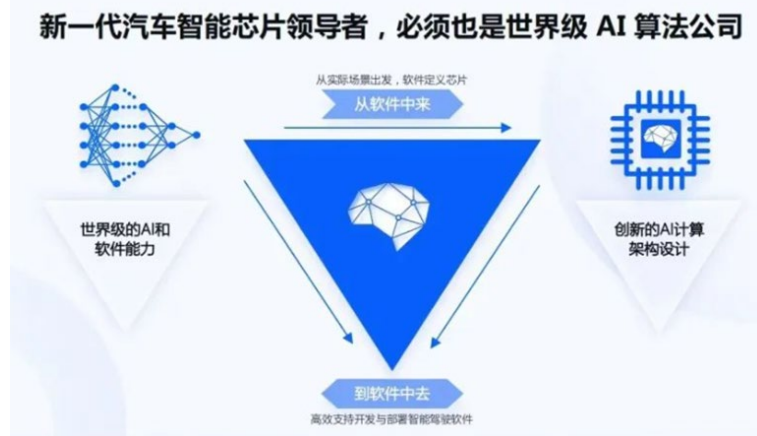 新一代汽车智能芯片领导者，必须也是世界级 AI 算法公司
从实际场景出发，软件定义芯片
从软件中来
世界级的AI和
软件能力
创新的AI计算
架构设计
到软件中去
高效支持开发与部署智能驾驶软件